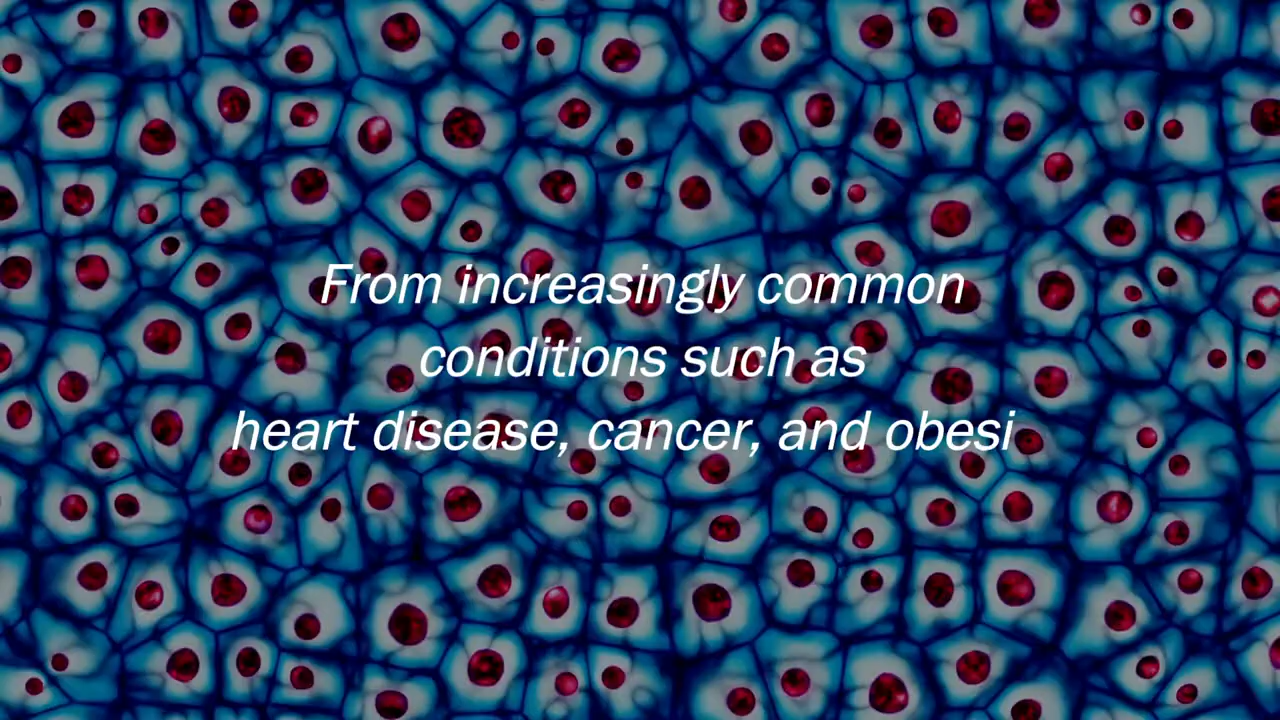 From increasingly common
conditions such as
heart disease, cancer, and obesi